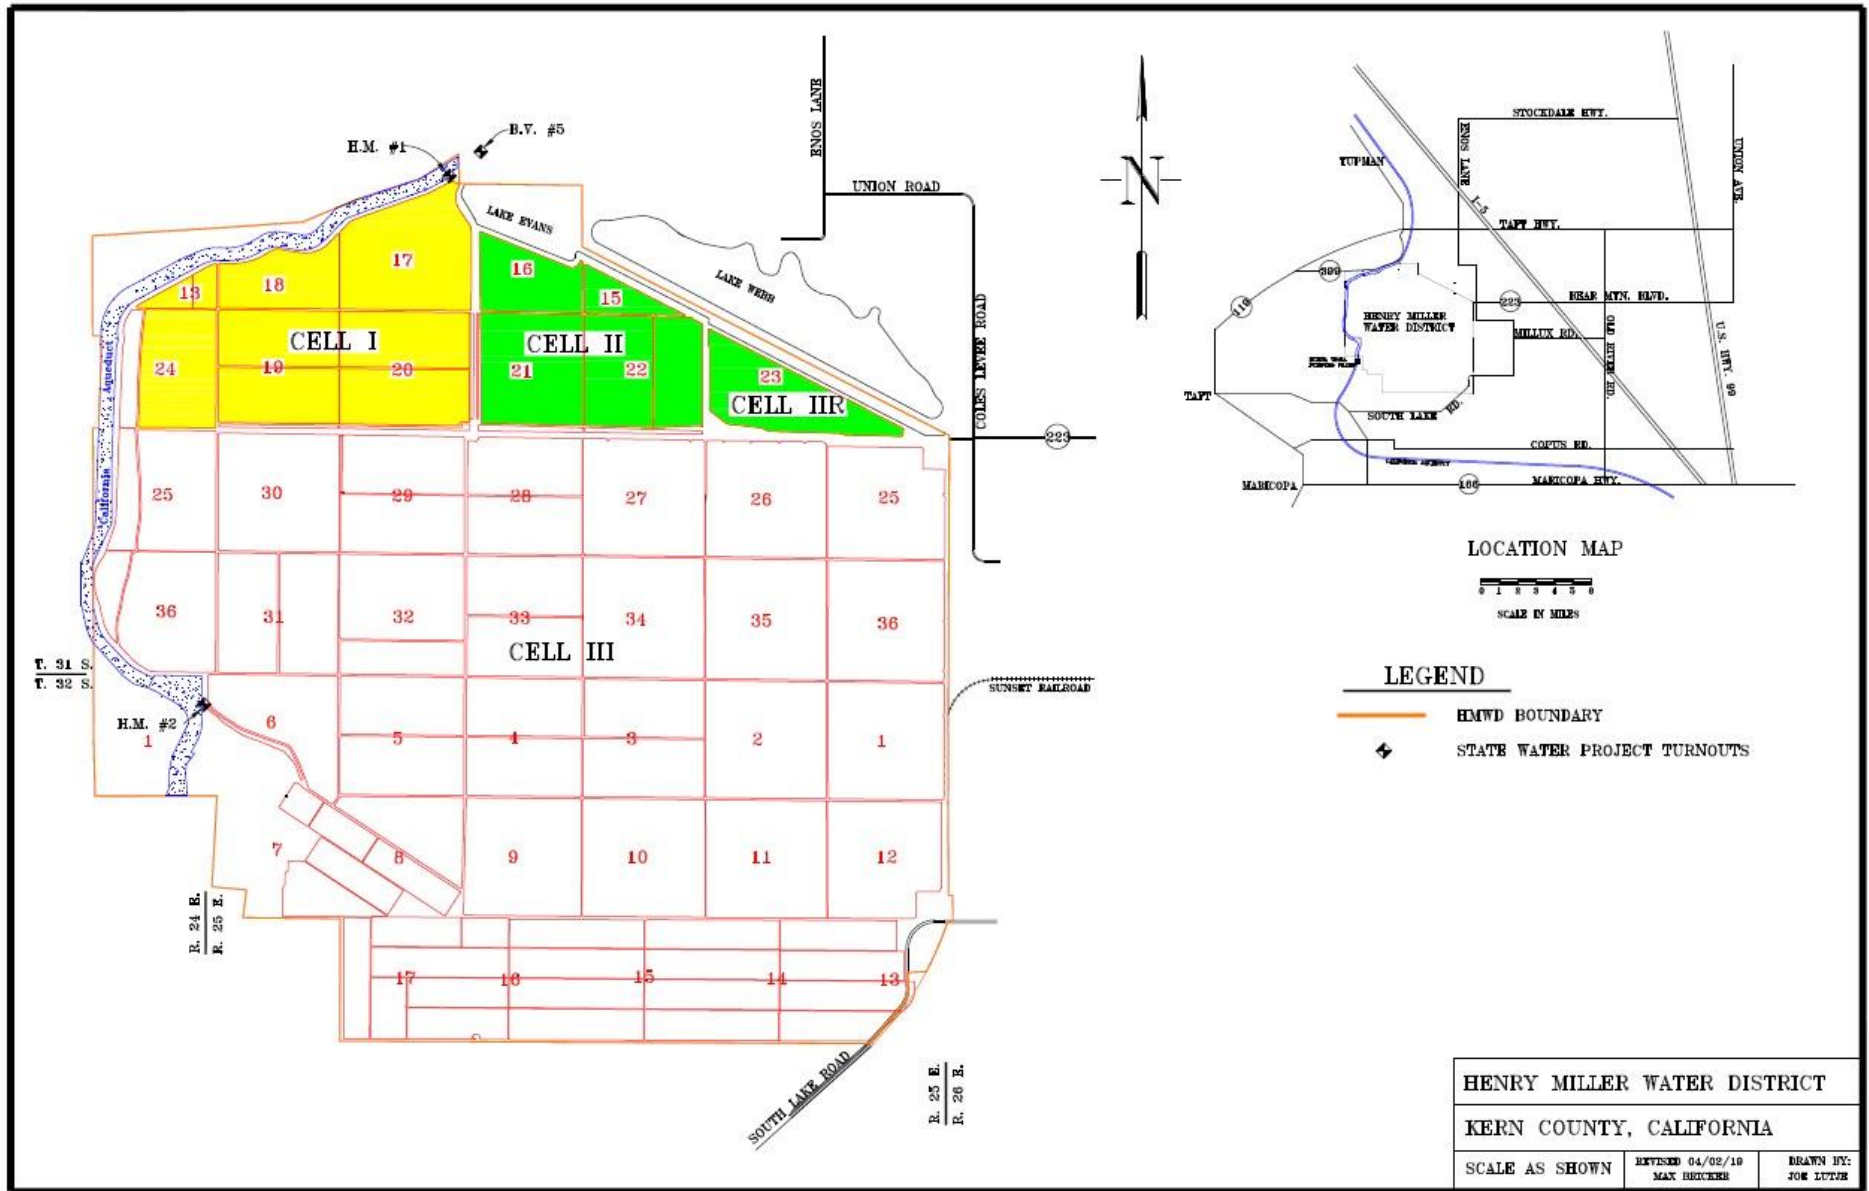 ENOS LANE
B.V. #5
H.M. #1
UNION ROAD
LAKE EVANS
LAKE WEBB
COLES LEVEE ROAD
California Aqueduct
17
16
18
13
15
CELL I
CELL II
24
19
20
21
22
23
CELL IIR
223
25
30
29
28
27
26
25
36
31
32
33
34
35
36
CELL III
T. 31 S.
T. 32 S.
SUNSET RAILROAD
H.M. #2
1
6
5
4
3
2
1
7
8
9
10
11
12
R. 24 E.
R. 25 E.
17
16
15
14
13
SOUTH LAKE ROAD
R. 25 E.
R. 26 E.
N
STOCKDALE HWY.
ENOS LANE
UNION AVE.
TUPMAN
I-5
TAFT HWY.
399
119
223
BEAR MTN. BLVD.
HENRY MILLER
WATER DISTRICT
MILLUX RD.
OLD RIVER RD.
U.S. HWY. 99
TAFT
SOUTH LAKE RD.
COPUS RD.
MARICOPA
166
MARICOPA HWY.
LOCATION MAP
0 1 2 3 4 5 6
SCALE IN MILES
LEGEND
HMWD BOUNDARY
STATE WATER PROJECT TURNOUTS
HENRY MILLER WATER DISTRICT
KERN COUNTY, CALIFORNIA
SCALE AS SHOWN
REVISED 04/02/19
MAX BRICKER
DRAWN BY:
JOE LUTJE